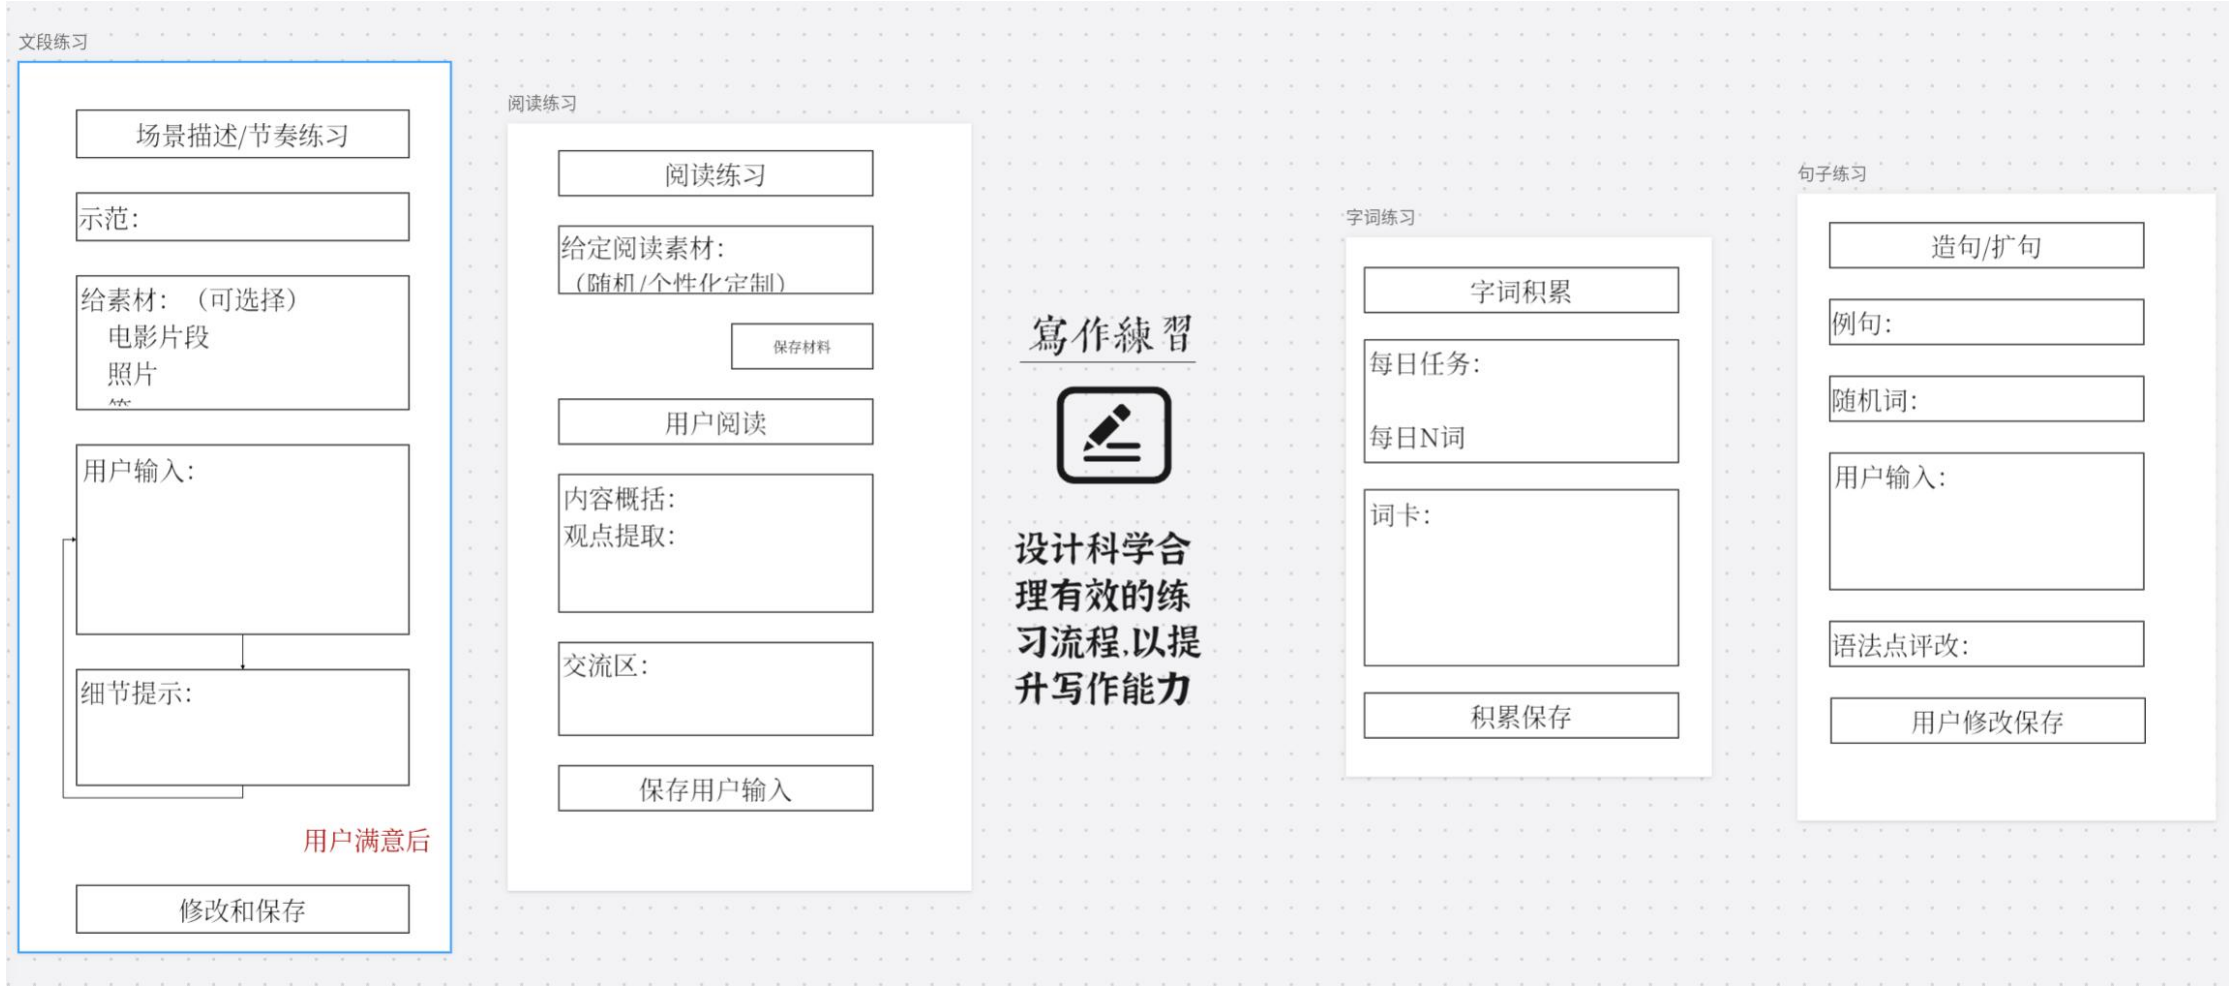 文段练习
场景描述/节奏练习
示范：
给素材：（可选择）
电影片段
照片
用户输入：
细节提示：
用户满意后
修改和保存
阅读练习
阅读练习
给定阅读素材：
（随机/个性化定制）
保存材料
用户阅读
内容概括：
观点提取：
交流区：
保存用户输入
寫作練習
设计科学合
理有效的练
习流程,以提
升写作能力
字词练习
字词积累
每日任务：
每日N词
词卡：
积累保存
句子练习
造句/扩句
例句：
随机词：
用户输入：
语法点评改：
用户修改保存